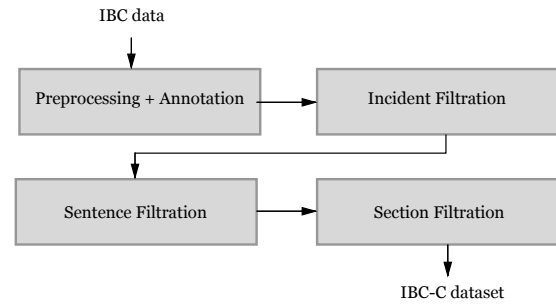 IBC data
Preprocessing + Annotation
Incident Filtration
Sentence Filtration
Section Filtration
IBC-C dataset